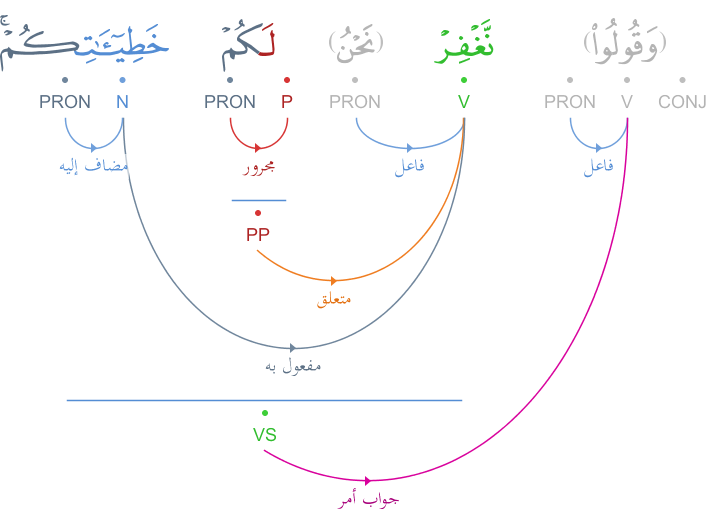 (وَقُولُوا۟) نَّغْفِرْ (نَحْنُ) لَكُمْ خَطِيٓـَٰٔتِكُمْ ۚ
CONJ V PRON V PRON P PRON N PRON
فاعل فاعل مجرور مضاف إليه
PP
متعلق
مفعول به
VS
جواب أمر